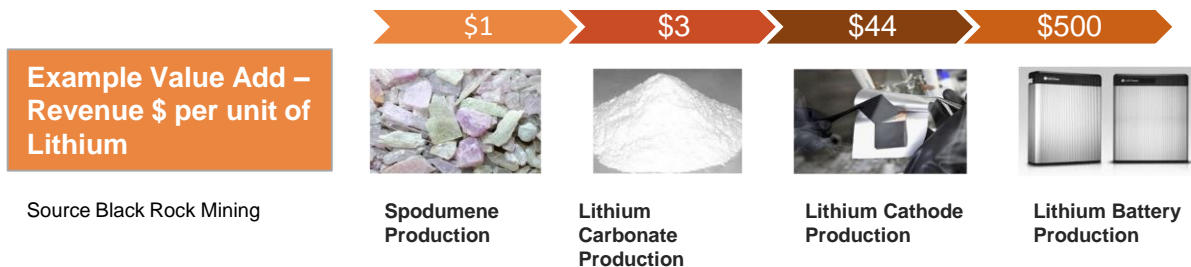 $1
$3
$44
$500
Example Value Add –
Revenue $ per unit of
Lithium
Source Black Rock Mining
Spodumene
Production
Lithium
Carbonate
Production
Lithium Cathode
Production
Lithium Battery
Production